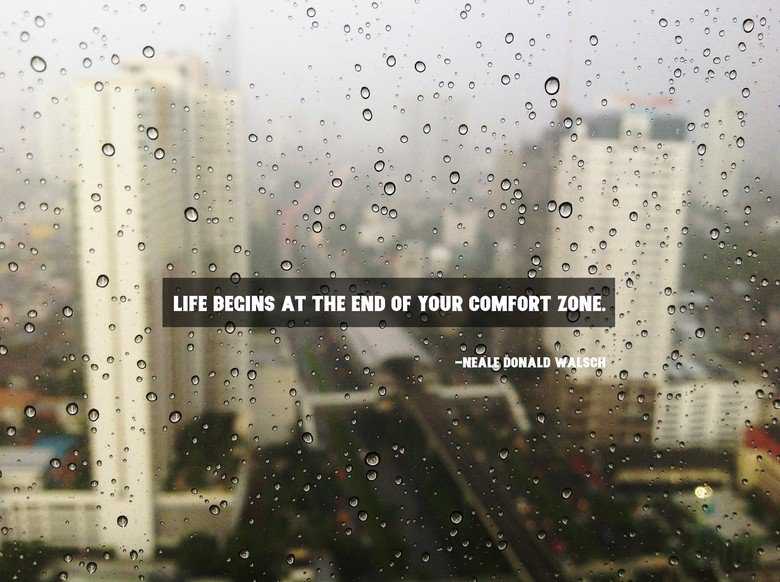 LIFE BEGINS AT THE END OF YOUR COMFORT ZONE.
-NEALE DONALD WALSCH